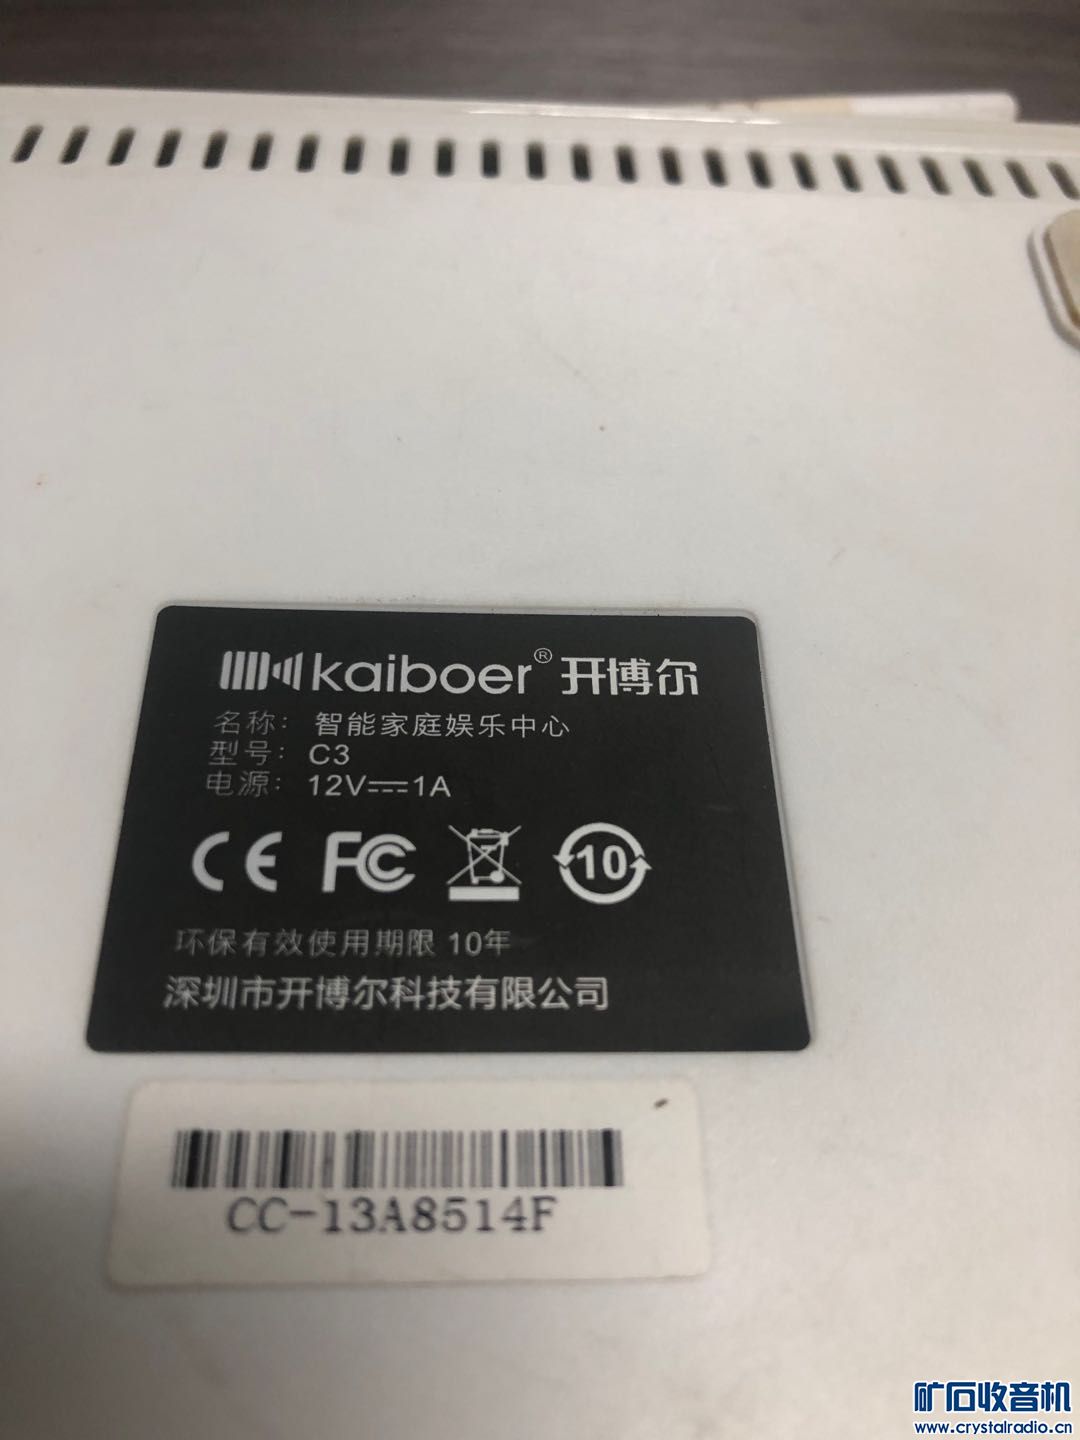 kaiboer® 开博尔
名称: 智能家庭娱乐中心
型号: C3
电源: 12V⎓1A
CE FC 10
环保有效使用期限 10年
深圳市开博尔科技有限公司
CC-13A8514F
矿石收音机
www.crystalradio.cn